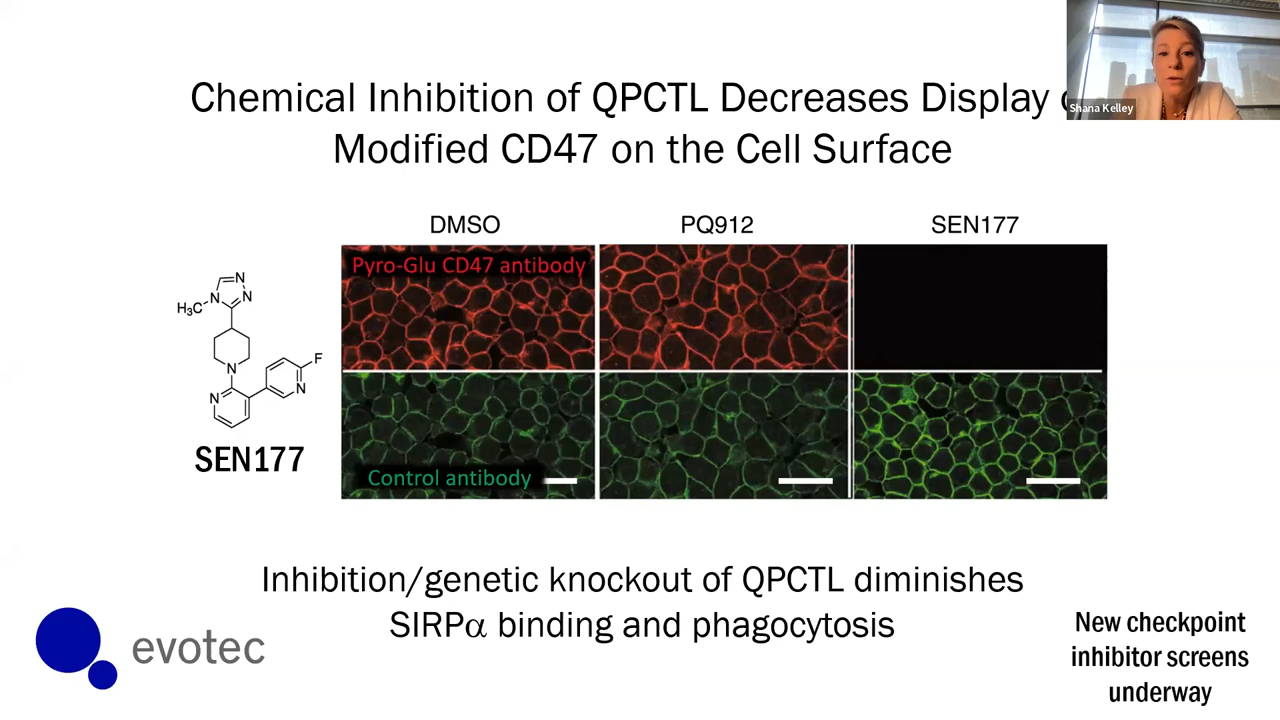 Chemical Inhibition of QPCTL Decreases Display
Shana Kelley
Modified CD47 on the Cell Surface
DMSO
PQ912
SEN177
Pyro-Glu CD47 antibody
N
N
N
H₃C
N
F
N
N
SEN177
Control antibody
Inhibition/genetic knockout of QPCTL diminishes
SIRPα binding and phagocytosis
evotec
New checkpoint
inhibitor screens
underway